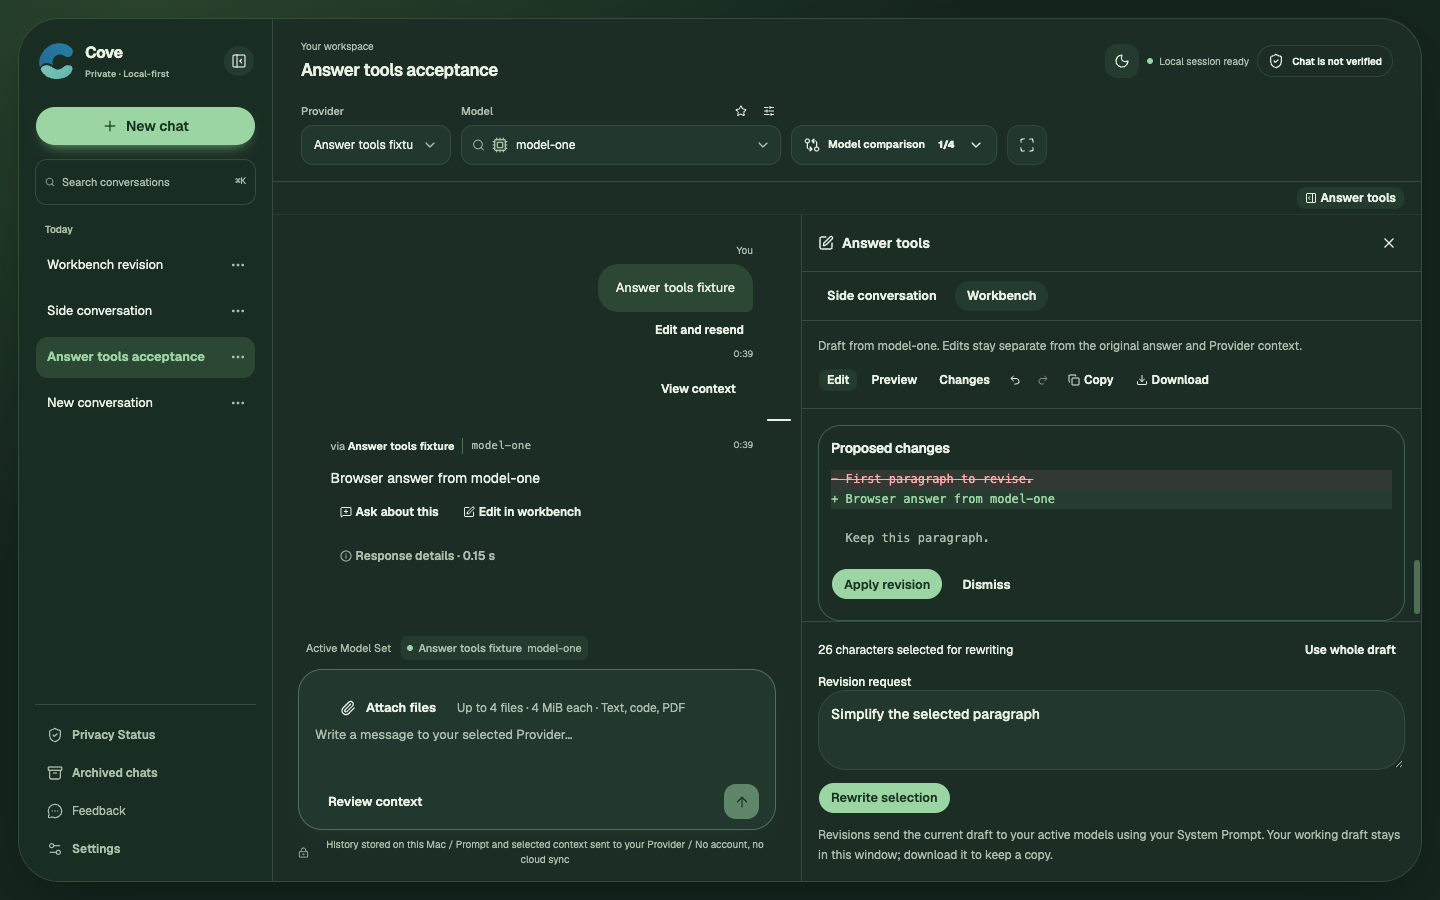 Cove
Private · Local-first
New chat
Search conversations ⌘K
Today
Workbench revision
Side conversation
Answer tools acceptance
New conversation
Privacy Status
Archived chats
Feedback
Settings
Your workspace
Answer tools acceptance
Local session ready
Chat is not verified
Provider
Model
Answer tools fixtu
model-one
Model comparison 1/4
Answer tools
You
Answer tools fixture
Edit and resend
0:39
View context
via Answer tools fixture model-one 0:39
Browser answer from model-one
Ask about this Edit in workbench
Response details · 0.15 s
Active Model Set Answer tools fixture model-one
Attach files Up to 4 files · 4 MiB each · Text, code, PDF
Write a message to your selected Provider...
Review context
History stored on this Mac / Prompt and selected context sent to your Provider / No account, no
cloud sync
Answer tools
Side conversation Workbench
Draft from model-one. Edits stay separate from the original answer and Provider context.
Edit Preview Changes Copy Download
Proposed changes
- First paragraph to revise.
+ Browser answer from model-one
Keep this paragraph.
Apply revision Dismiss
26 characters selected for rewriting Use whole draft
Revision request
Simplify the selected paragraph
Rewrite selection
Revisions send the current draft to your active models using your System Prompt. Your working draft stays
in this window; download it to keep a copy.